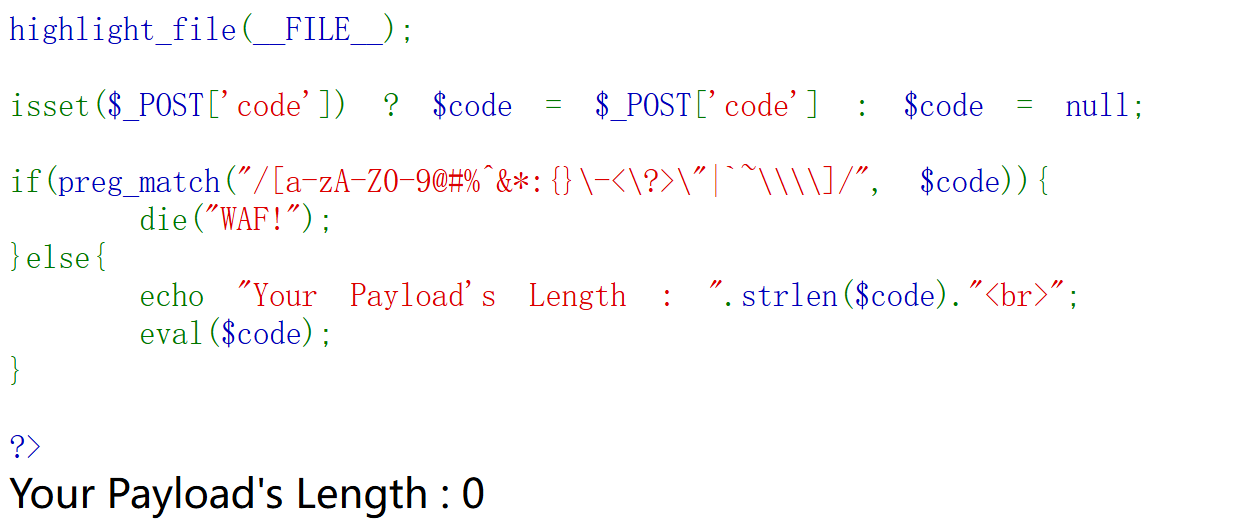 highlight_file(__FILE__);
isset($_POST['code']) ? $code = $_POST['code'] : $code = null;
if(preg_match("/[a-zA-Z0-9@#%^&*:{}\-<\?>\"|`~\\\\]/", $code)){
die("WAF!");
}else{
echo "Your Payload's Length : ".strlen($code)."<br>";
eval($code);
}
?>
Your Payload's Length : 0